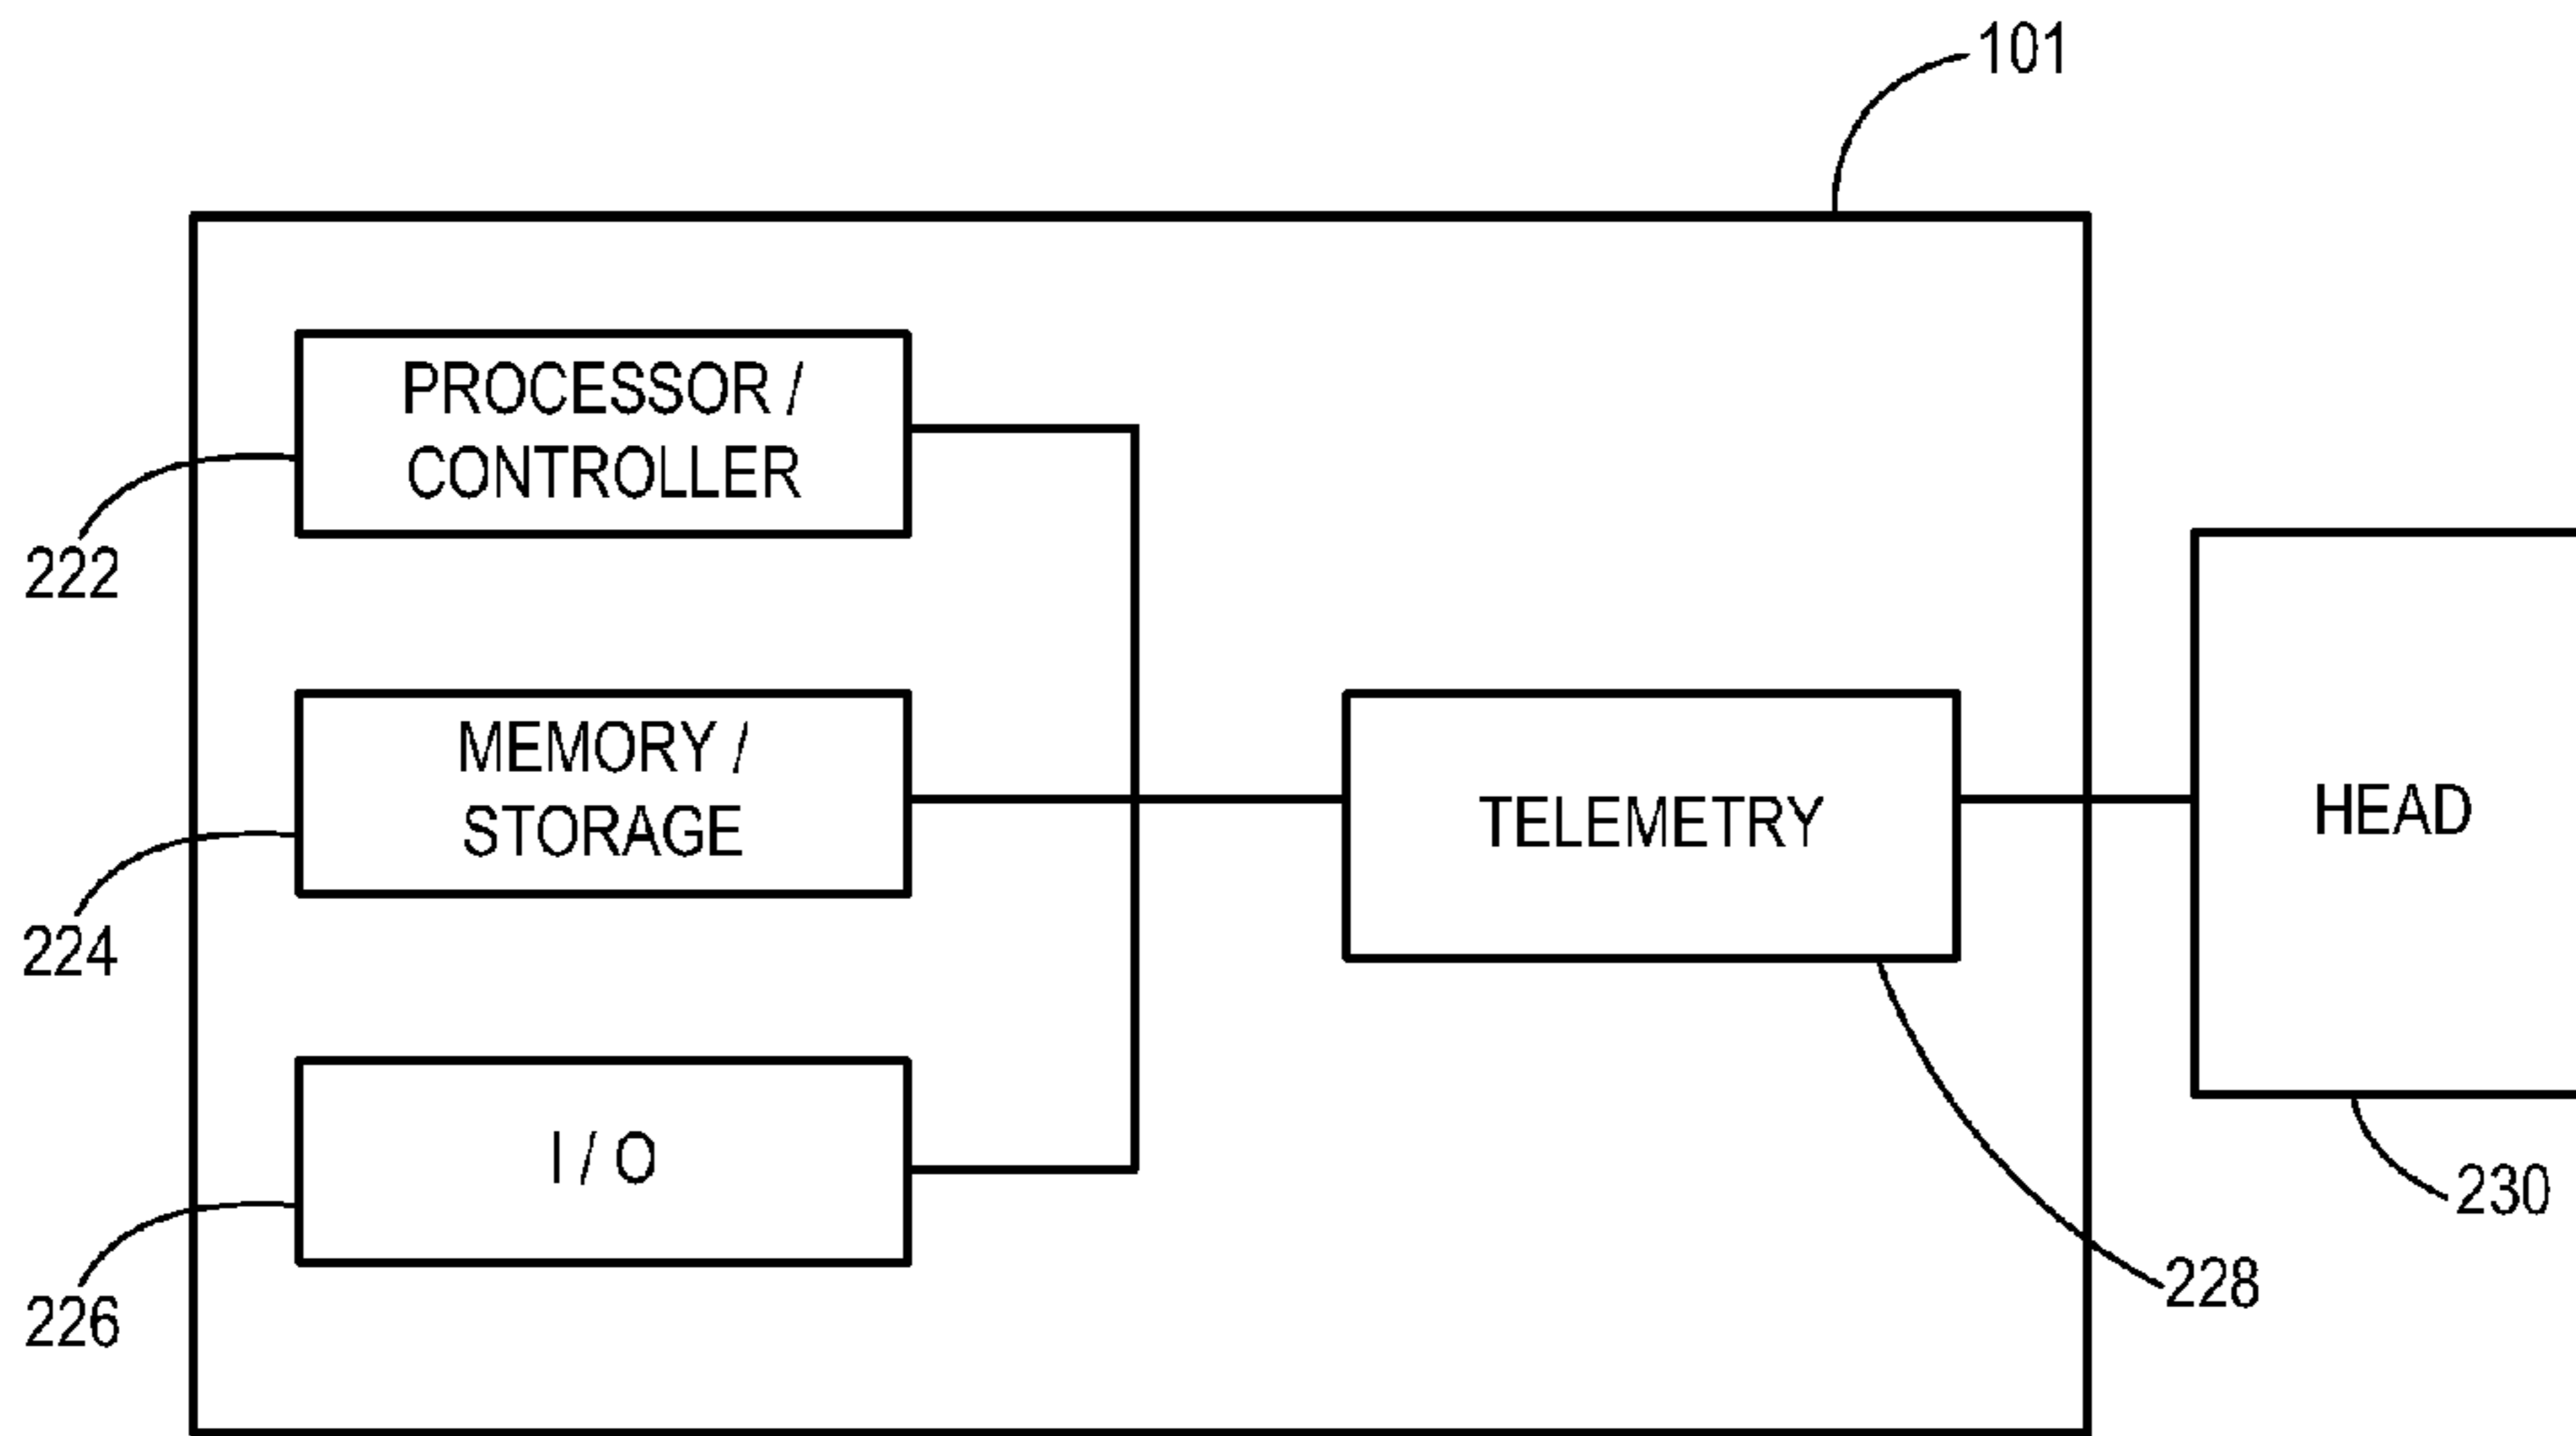 101
PROCESSOR /
CONTROLLER
222
MEMORY /
STORAGE
TELEMETRY
HEAD
224
I / O
230
228
226